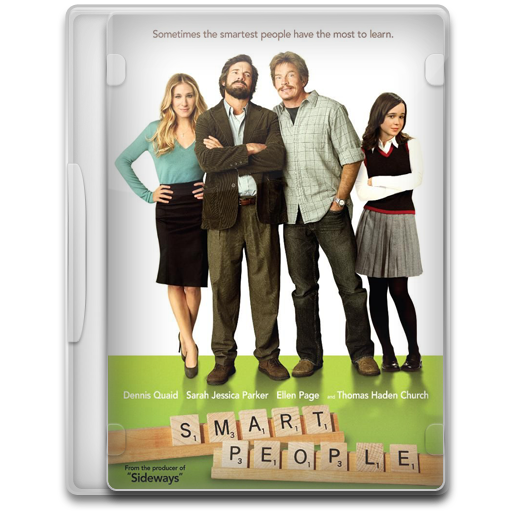 Sometimes the smartest people have the most to learn.
Dennis Quaid Sarah Jessica Parker Ellen Page and Thomas Haden Church
SMART
PEOPLE
From the producer of
"Sideways"